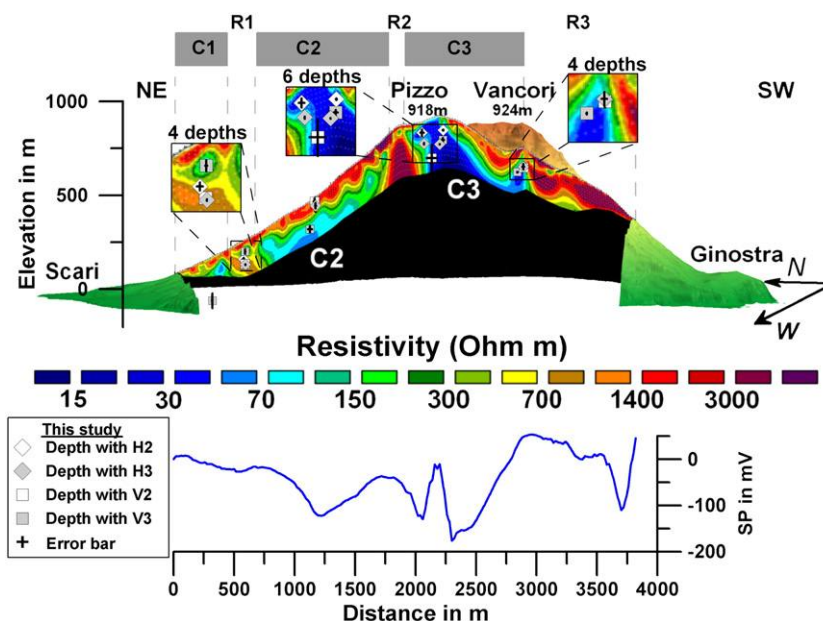 R1 R2 R3
C1 C2 C3
6 depths Pizzo Vancori 4 depths
NE 918m 924m SW
1000
4 depths
500
C3
C2
Elevation in m
Scari 0 Ginostra N
W
Resistivity (Ohm m)
15 30 70 150 300 700 1400 3000
This study
Depth with H2
Depth with H3
Depth with V2
Depth with V3
Error bar
0
-100
-200
SP in mV
0 500 1000 1500 2000 2500 3000 3500 4000
Distance in m